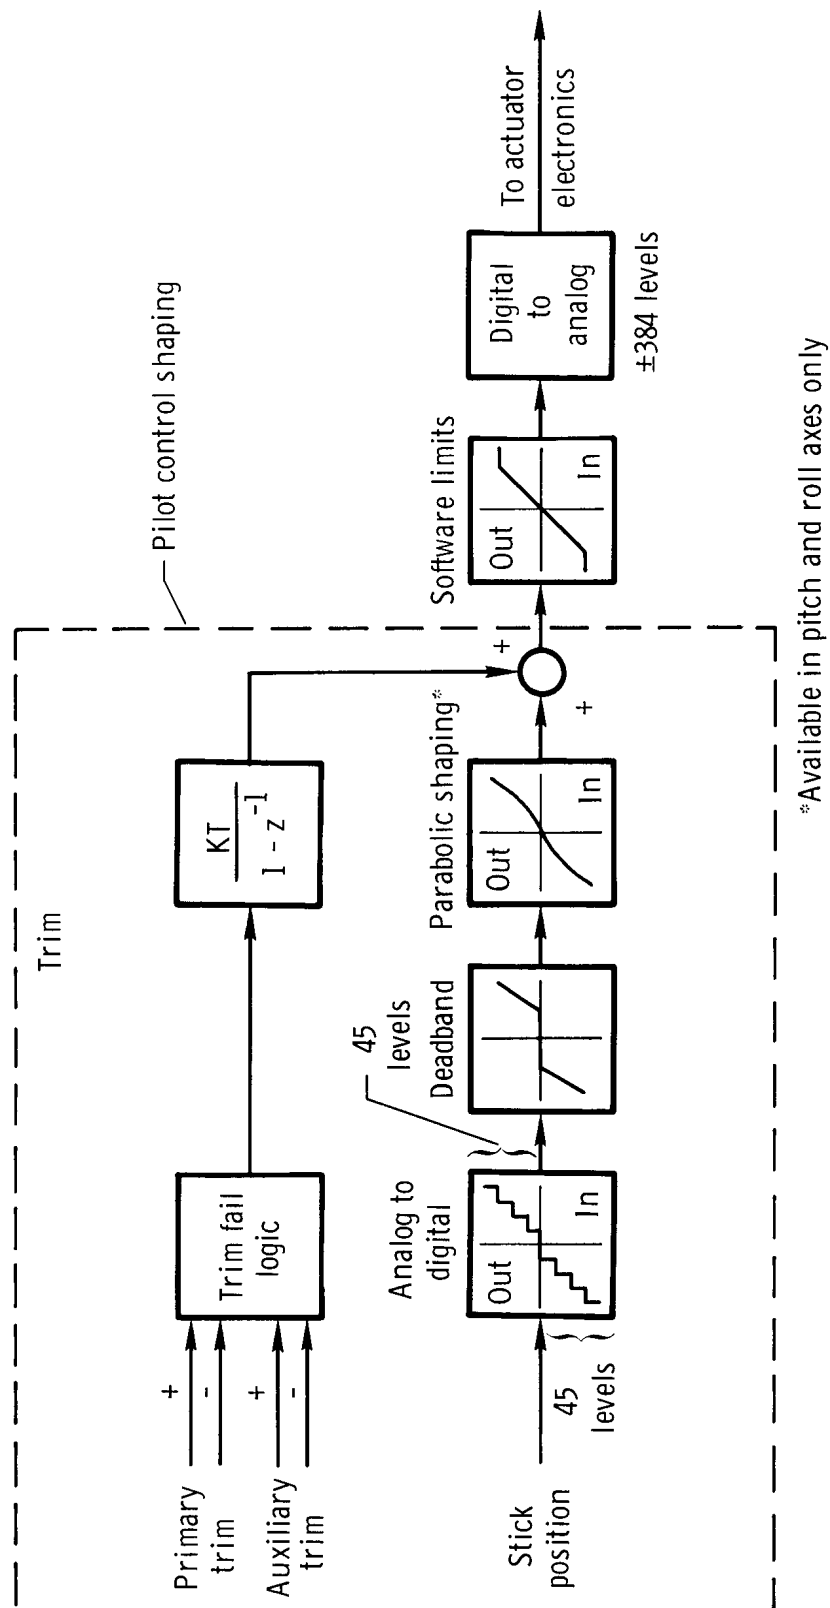 Pilot control shaping
Trim
Primary
trim
+
-
Auxiliary
trim
+
-
Trim fail
logic
KT
1 - z⁻¹
+
+
Stick
position
45
levels
Analog to
digital
Out
In
45
levels
Deadband
Parabolic shaping*
Out
In
Software limits
Out
In
Digital
to
analog
±384 levels
To actuator
electronics
*Available in pitch and roll axes only